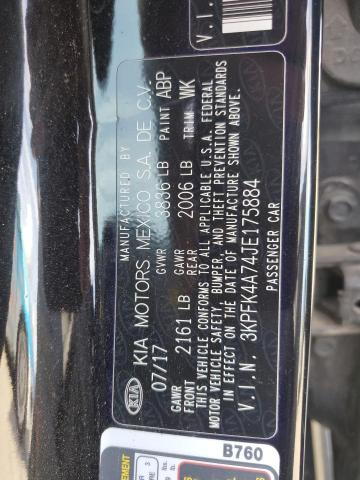 KIA
MANUFACTURED BY
KIA MOTORS MEXICO S.A. DE C.V.
07/17 GVWR 3836 LB PAINT ABP
GAWR FRONT 2161 LB GAWR REAR 2006 LB TRIM WK
THIS VEHICLE CONFORMS TO ALL APPLICABLE U.S.A. FEDERAL
MOTOR VEHICLE SAFETY, BUMPER, AND THEFT PREVENTION STANDARDS
IN EFFECT ON THE DATE OF MANUFACTURE SHOWN ABOVE.
V.I.N. 3KPFK4A74JE175884
PASSENGER CAR
V.I.N
B760